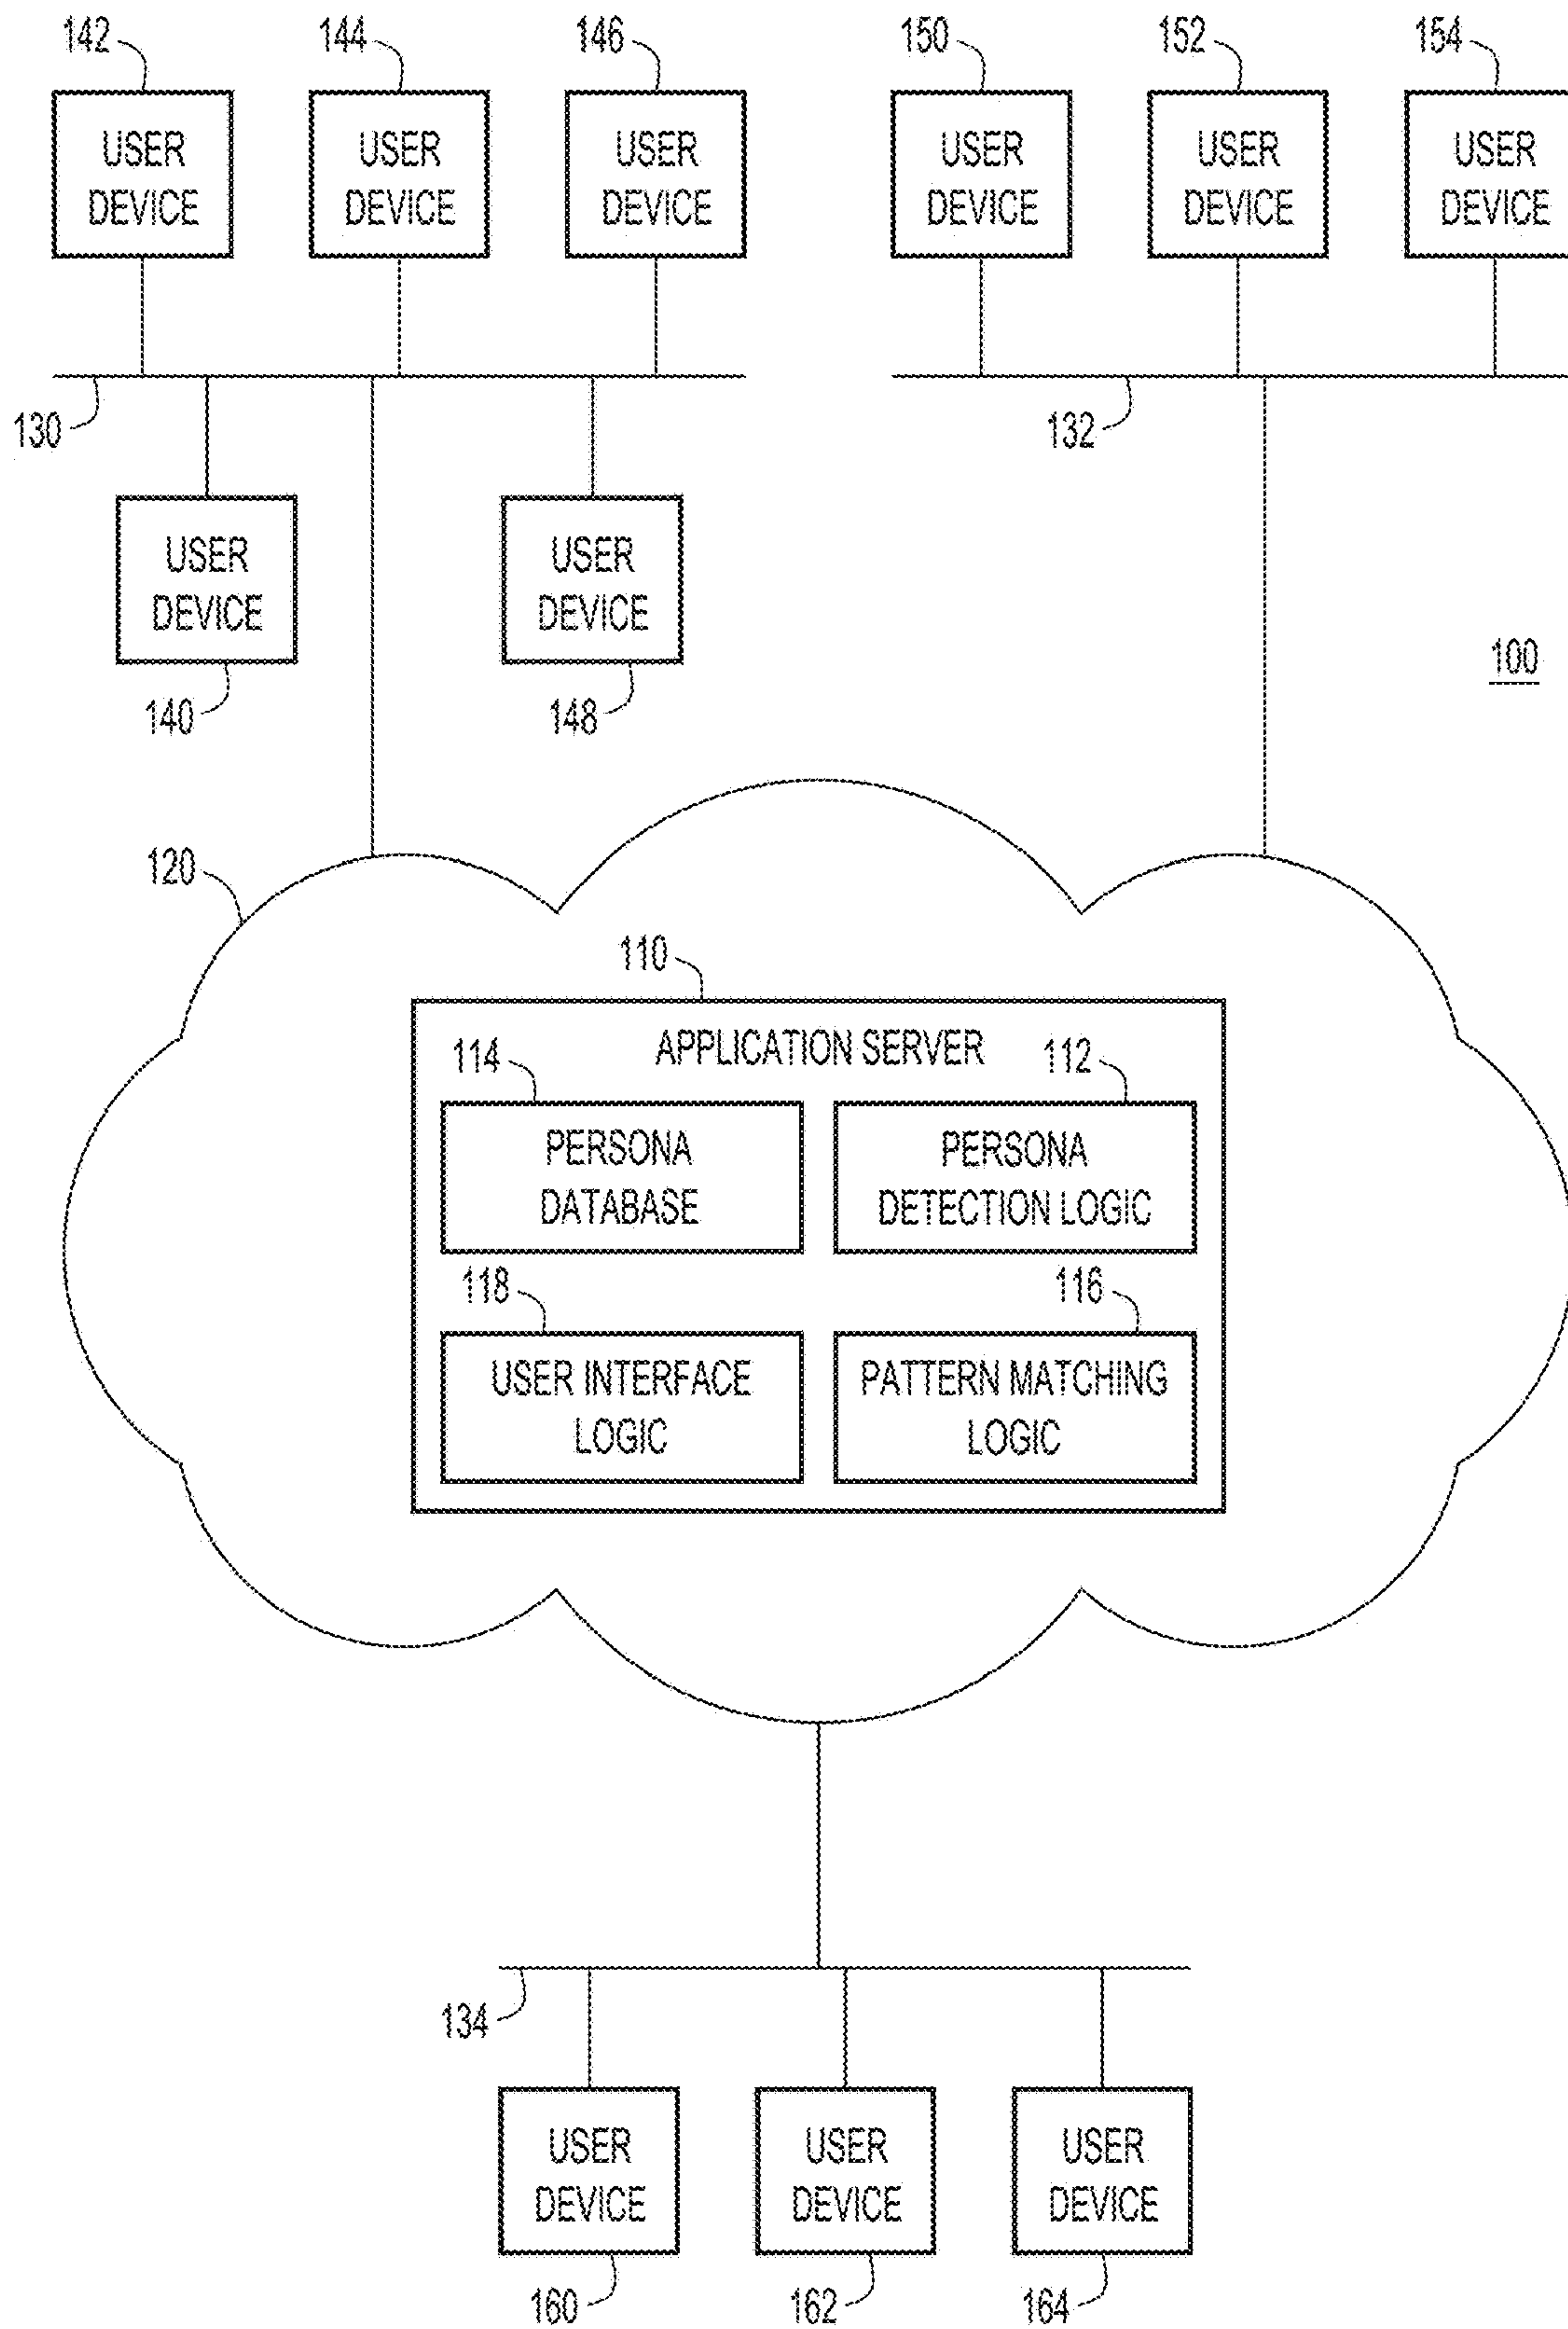 142
144
146
150
152
154
USER
DEVICE
USER
DEVICE
USER
DEVICE
USER
DEVICE
USER
DEVICE
USER
DEVICE
130
132
USER
DEVICE
USER
DEVICE
140
148
100
120
110
APPLICATION SERVER
114
112
PERSONA
DATABASE
PERSONA
DETECTION LOGIC
118
116
USER INTERFACE
LOGIC
PATTERN MATCHING
LOGIC
134
USER
DEVICE
USER
DEVICE
USER
DEVICE
160
162
164